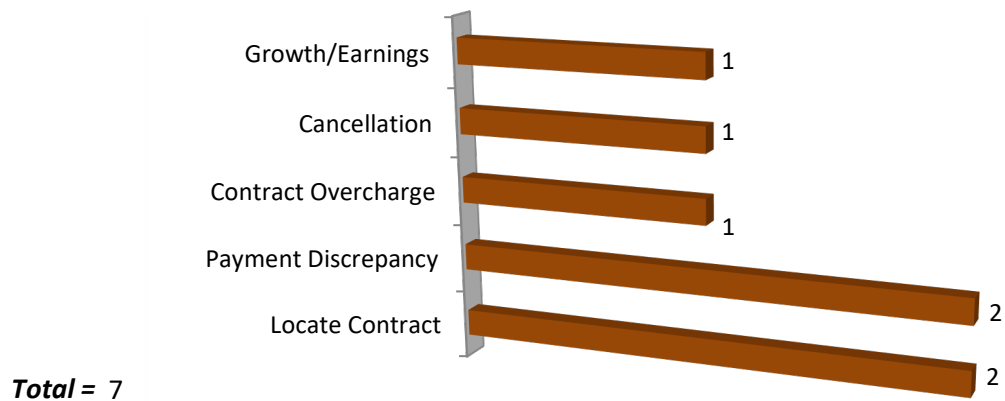 Growth/Earnings 1
Cancellation 1
Contract Overcharge 1
Payment Discrepancy 2
Locate Contract 2
Total = 7